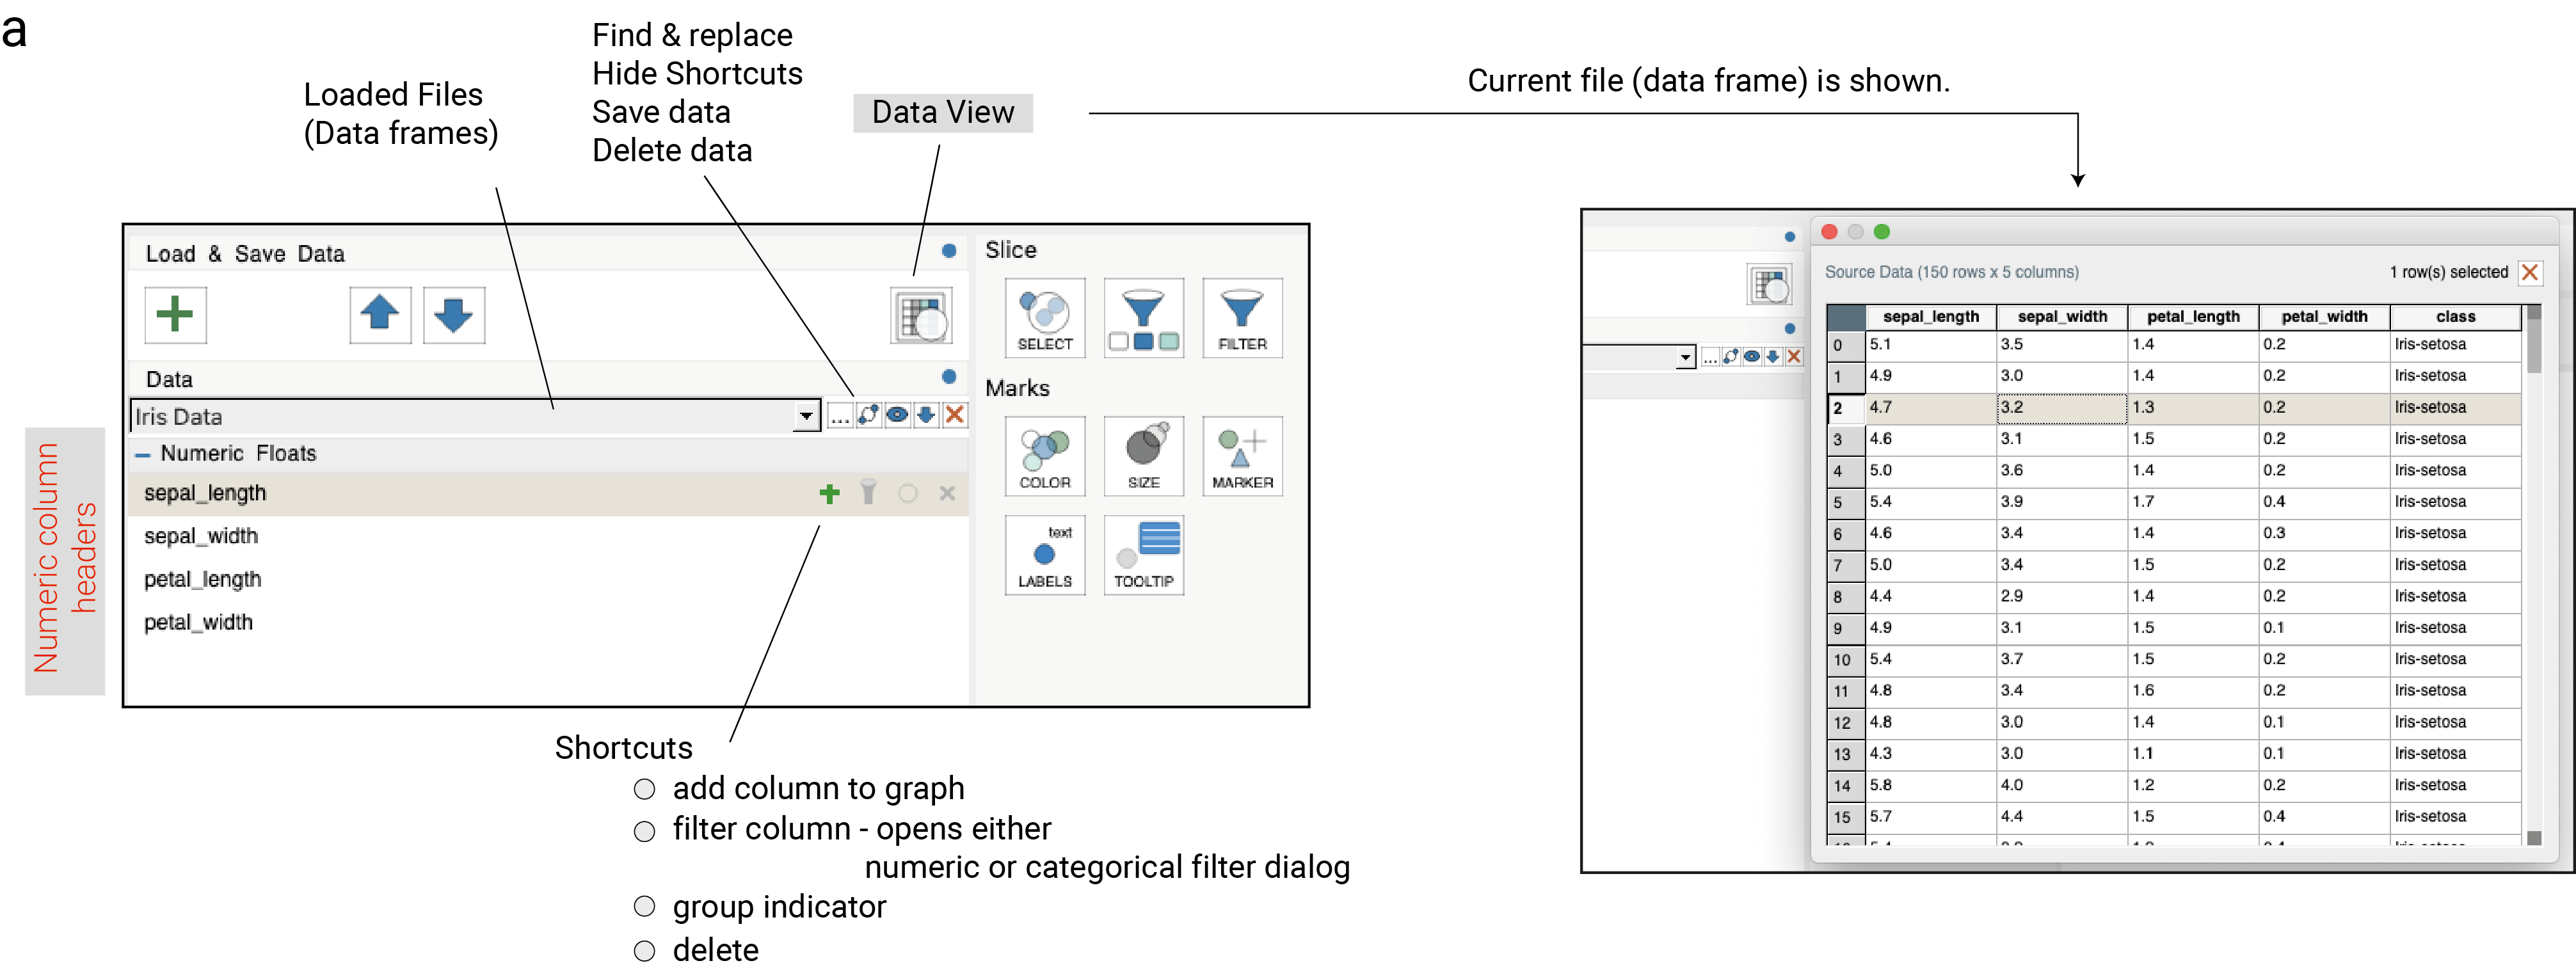 a
Find & replace
Hide Shortcuts
Save data
Delete data
Loaded Files
(Data frames)
Data View
Current file (data frame) is shown.
Load & Save Data
Data
Iris Data
...
Numeric Floats
sepal_length
sepal_width
petal_length
petal_width
Numeric column
headers
Slice
SELECT
FILTER
Marks
COLOR
SIZE
MARKER
text
LABELS
TOOLTIP
Shortcuts
add column to graph
filter column - opens either
numeric or categorical filter dialog
group indicator
delete
...
Source Data (150 rows x 5 columns)
1 row(s) selected
sepal_length sepal_width petal_length petal_width class
0 5.1 3.5 1.4 0.2 Iris-setosa
1 4.9 3.0 1.4 0.2 Iris-setosa
2 4.7 3.2 1.3 0.2 Iris-setosa
3 4.6 3.1 1.5 0.2 Iris-setosa
4 5.0 3.6 1.4 0.2 Iris-setosa
5 5.4 3.9 1.7 0.4 Iris-setosa
6 4.6 3.4 1.4 0.3 Iris-setosa
7 5.0 3.4 1.5 0.2 Iris-setosa
8 4.4 2.9 1.4 0.2 Iris-setosa
9 4.9 3.1 1.5 0.1 Iris-setosa
10 5.4 3.7 1.5 0.2 Iris-setosa
11 4.8 3.4 1.6 0.2 Iris-setosa
12 4.8 3.0 1.4 0.1 Iris-setosa
13 4.3 3.0 1.1 0.1 Iris-setosa
14 5.8 4.0 1.2 0.2 Iris-setosa
15 5.7 4.4 1.5 0.4 Iris-setosa